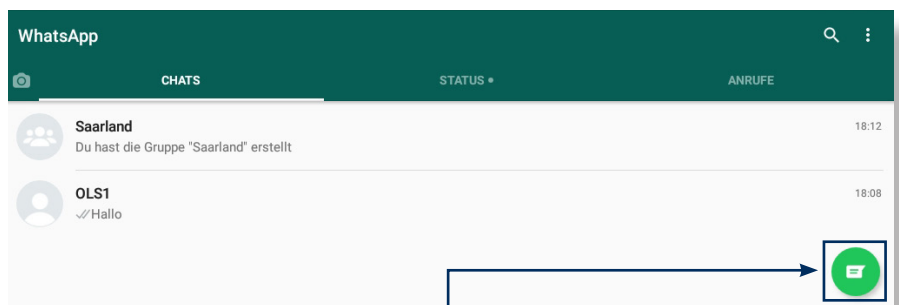 WhatsApp
CHATS
STATUS •
ANRUFE
Saarland
18:12
Du hast die Gruppe "Saarland" erstellt
OLS1
18:08
Hallo